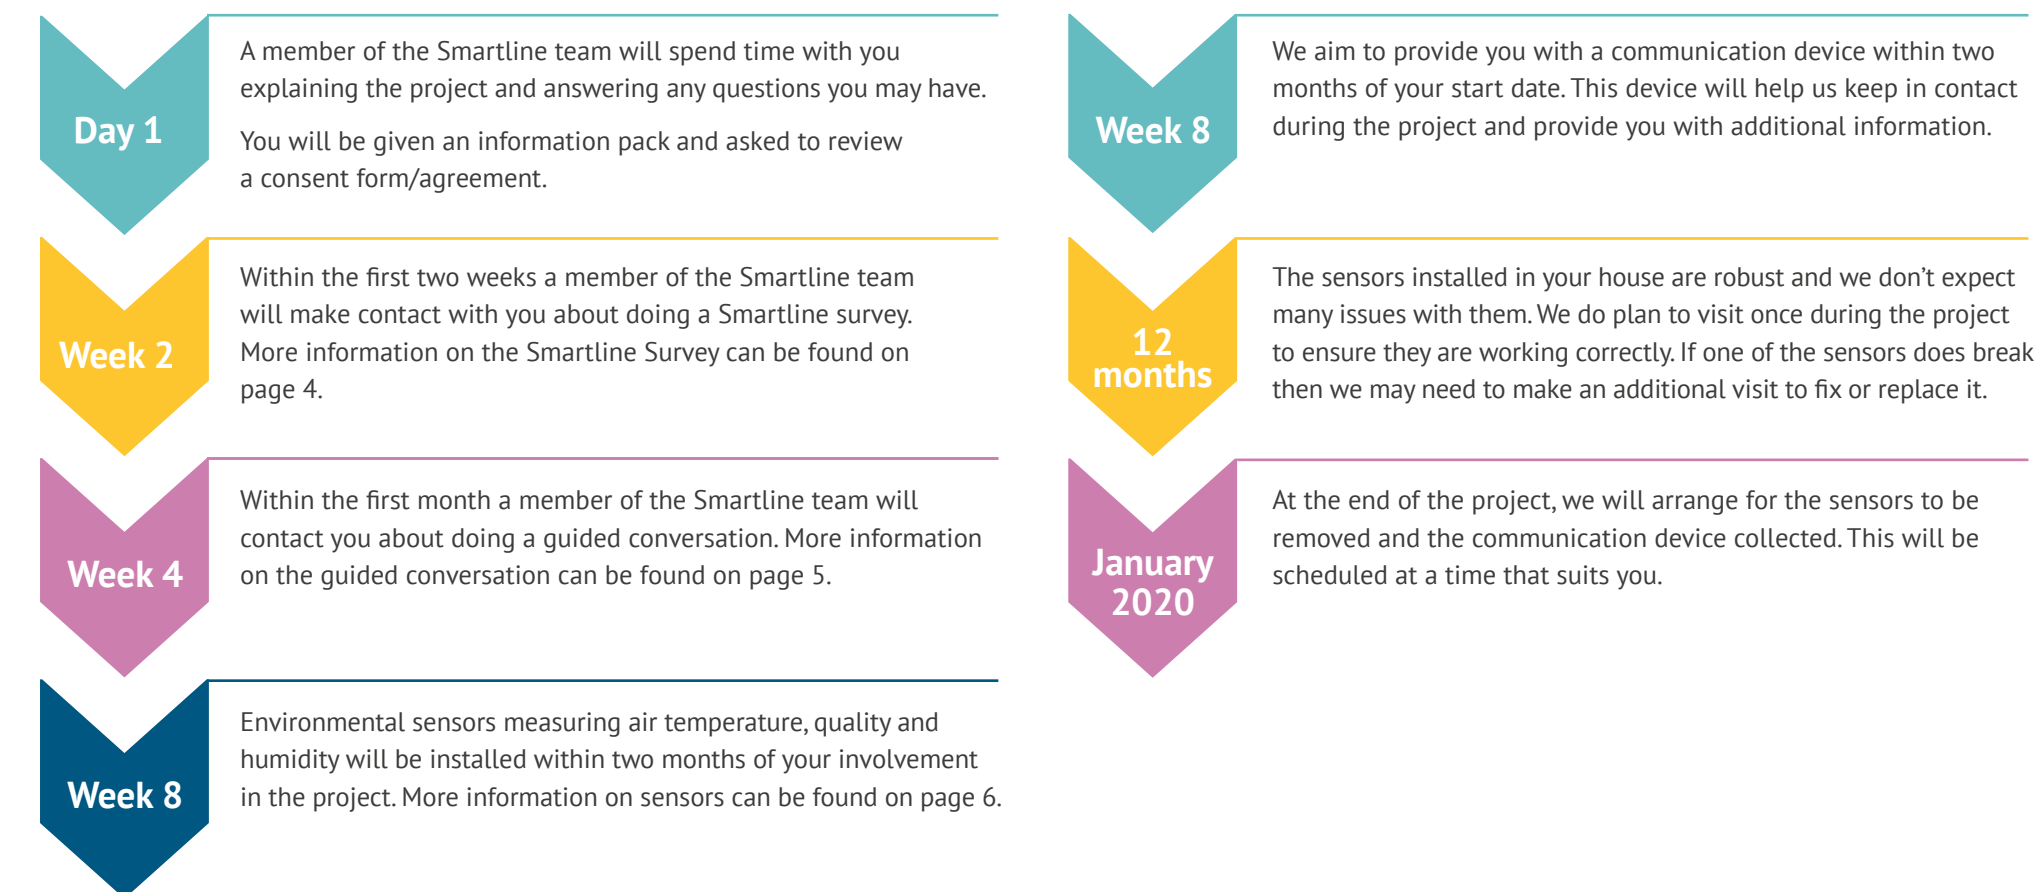 Day 1
A member of the Smartline team will spend time with you
explaining the project and answering any questions you may have.
You will be given an information pack and asked to review
a consent form/agreement.
Week 2
Within the first two weeks a member of the Smartline team
will make contact with you about doing a Smartline survey.
More information on the Smartline Survey can be found on
page 4.
Week 4
Within the first month a member of the Smartline team will
contact you about doing a guided conversation. More information
on the guided conversation can be found on page 5.
Week 8
Environmental sensors measuring air temperature, quality and
humidity will be installed within two months of your involvement
in the project. More information on sensors can be found on page 6.
Week 8
We aim to provide you with a communication device within two
months of your start date. This device will help us keep in contact
during the project and provide you with additional information.
12
months
The sensors installed in your house are robust and we don’t expect
many issues with them. We do plan to visit once during the project
to ensure they are working correctly. If one of the sensors does break
then we may need to make an additional visit to fix or replace it.
January
2020
At the end of the project, we will arrange for the sensors to be
removed and the communication device collected. This will be
scheduled at a time that suits you.